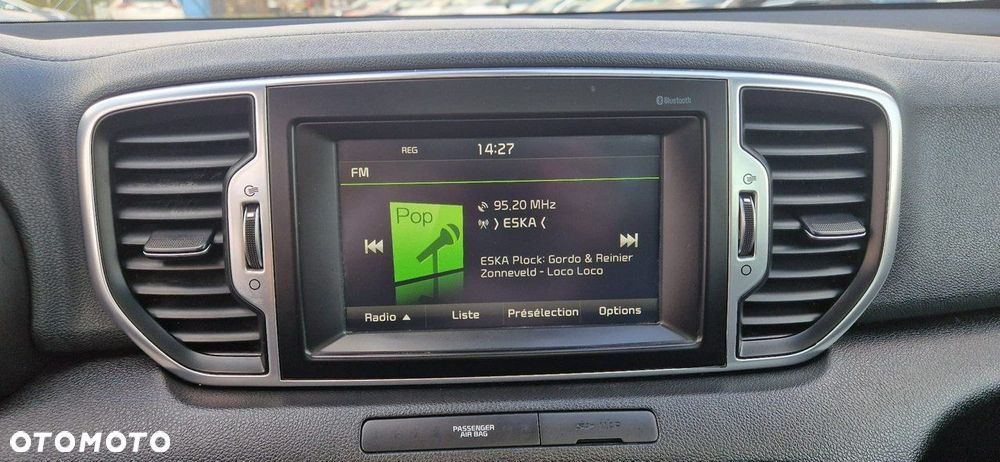 Bluetooth
REG 14:27
FM
Pop
95.20 MHz
⟩ ESKA ⟨
ESKA Plock: Gordo & Reinier
Zonneveld - Loco Loco
Radio ▲ Liste Présélection Options
PASSENGER
AIR BAG
OTOMOTO